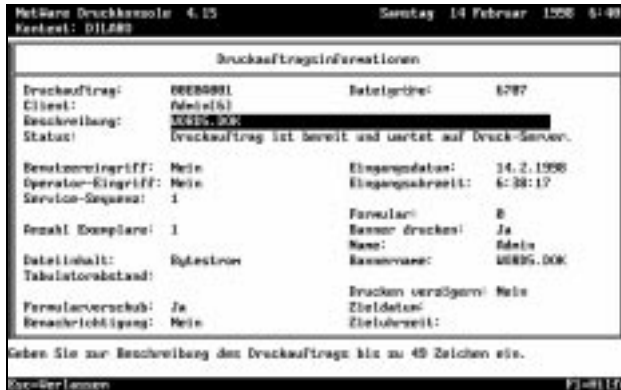 NetWare Druckkonsole 4.15 Samstag 14 Februar 1998 6:40
Kontext: DILARO
Druckauftragsinformationen
Druckauftrag: 00E04001 Dateigröße: 6707
Client: Admin[6]
Beschreibung: WORDS.DOK
Status: Druckauftrag ist bereit und wartet auf Druck-Server.
Benutzereingriff: Nein Eingangsdatum: 14.2.1998
Operator-Eingriff: Nein Eingangsuhrzeit: 6:38:17
Service-Sequenz: 1
Formular: 0
Anzahl Exemplare: 1 Banner drucken: Ja
Name: Admin
Dateiinhalt: Bytestrom Bannername: WORDS.DOK
Tabulatorabstand:
Drucken verzögern: Nein
Formularvorschub: Ja Zieldatum:
Benachrichtigung: Nein Zieluhrzeit:
Geben Sie zur Beschreibung des Druckauftrags bis zu 49 Zeichen ein.
Esc=Verlassen F1=Hilf